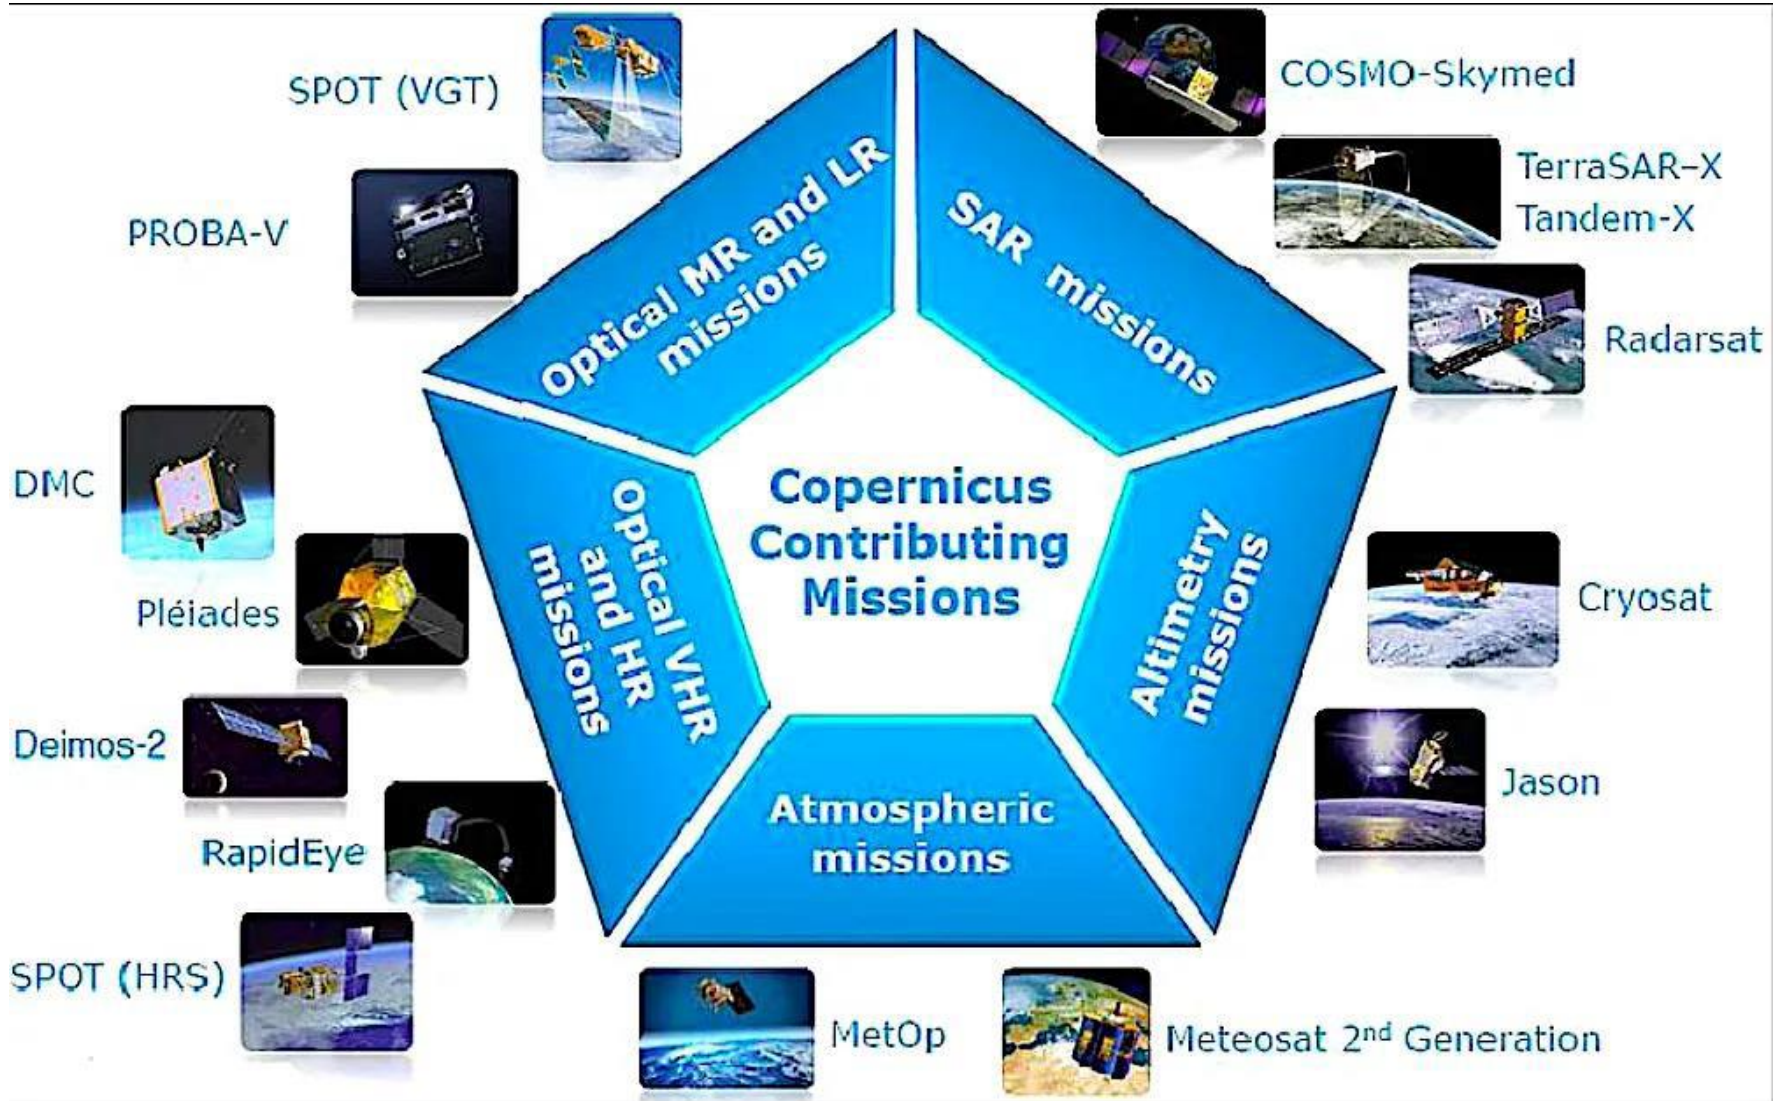 SPOT (VGT)
PROBA-V
COSMO-Skymed
TerraSAR-X
Tandem-X
Radarsat
Optical MR and LR
missions
SAR missions
DMC
Pléiades
Deimos-2
RapidEye
SPOT (HRS)
Optical VHR
and HR
missions
Copernicus
Contributing
Missions
Altimetry
missions
Cryosat
Jason
Atmospheric
missions
MetOp
Meteosat 2nd Generation